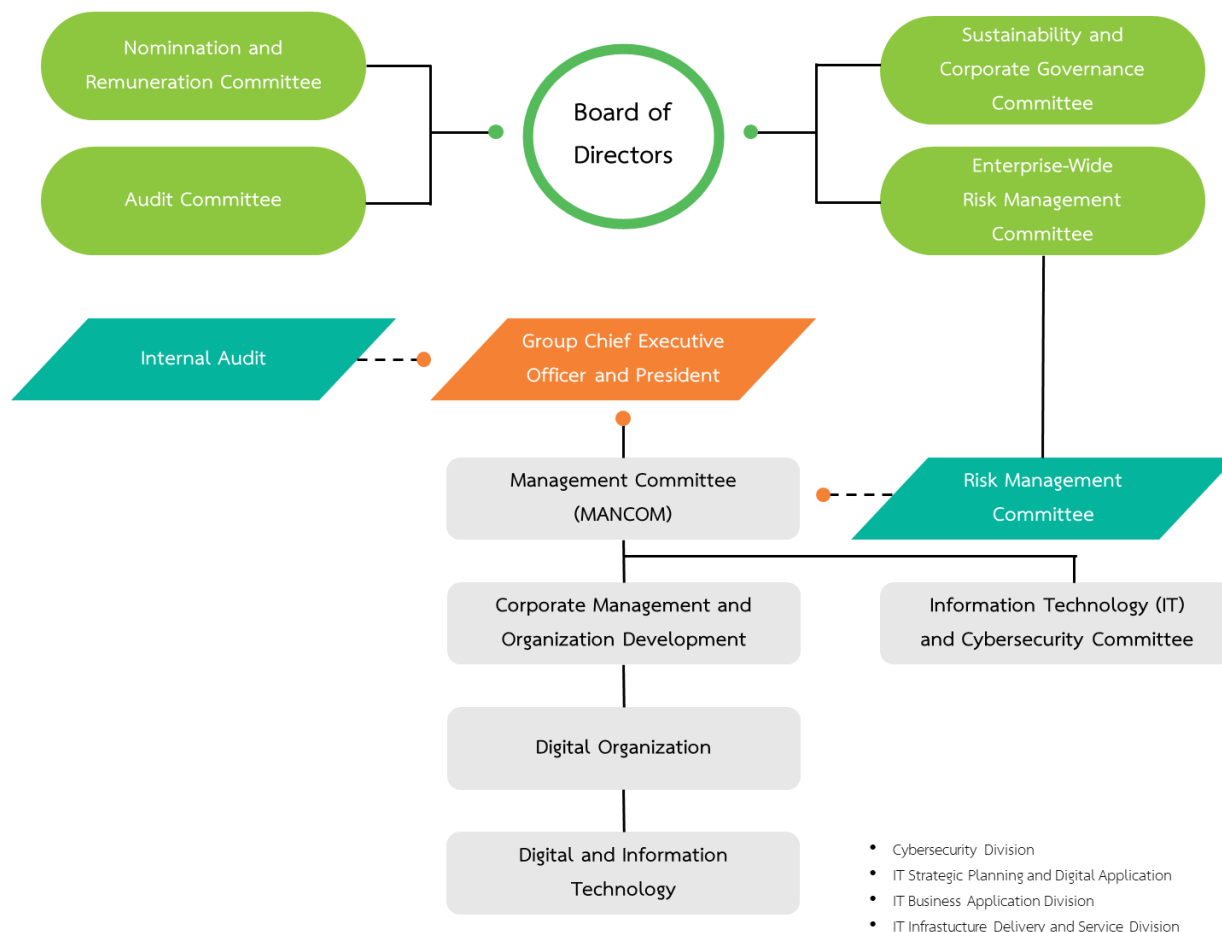 Nominnation and
Remuneration Committee
Audit Committee
Board of
Directors
Sustainability and
Corporate Governance
Committee
Enterprise-Wide
Risk Management
Committee
Internal Audit
Group Chief Executive
Officer and President
Management Committee
(MANCOM)
Risk Management
Committee
Corporate Management and
Organization Development
Information Technology (IT)
and Cybersecurity Committee
Digital Organization
Digital and Information
Technology
• Cybersecurity Division
• IT Strategic Planning and Digital Application
• IT Business Application Division
• IT Infrastucture Delivery and Service Division